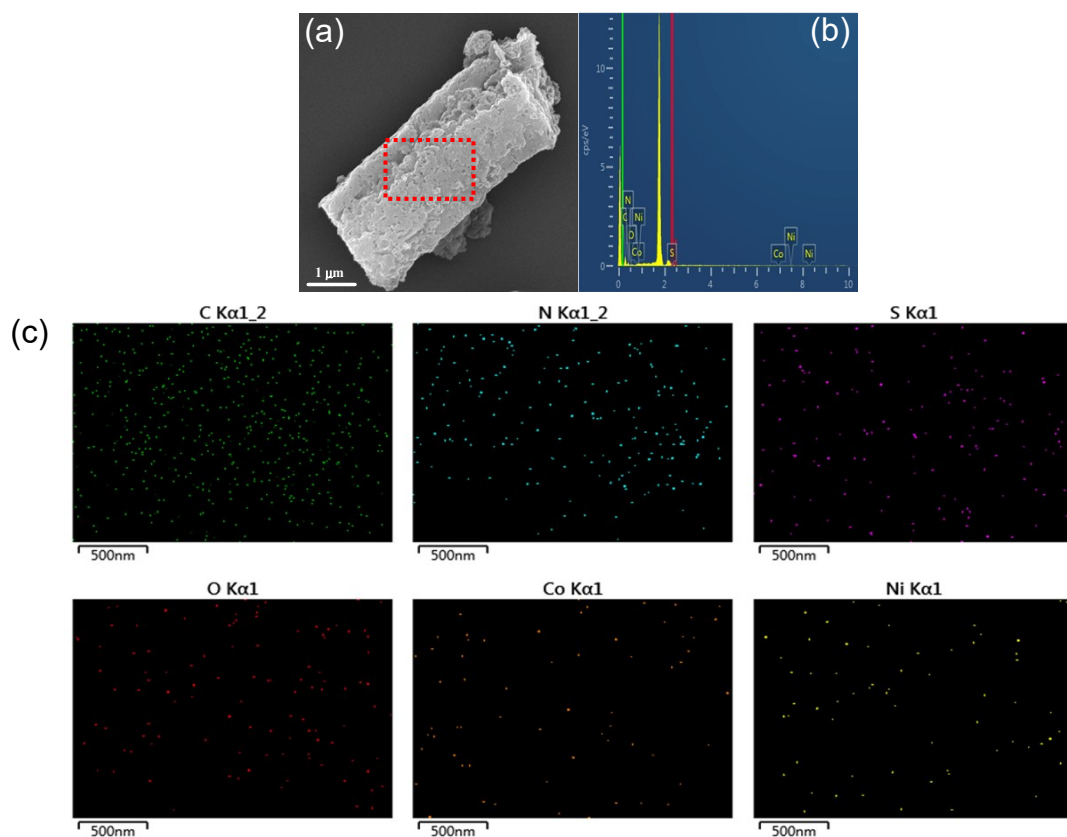 (a)
1 μm
(b)
cps/eV
10
5
0
N
C
Ni
O
Co
S
Ni
Co
Ni
0
2
4
6
8
10
(c)
C Kα1_2
N Kα1_2
S Kα1
500nm
500nm
500nm
O Kα1
Co Kα1
Ni Kα1
500nm
500nm
500nm